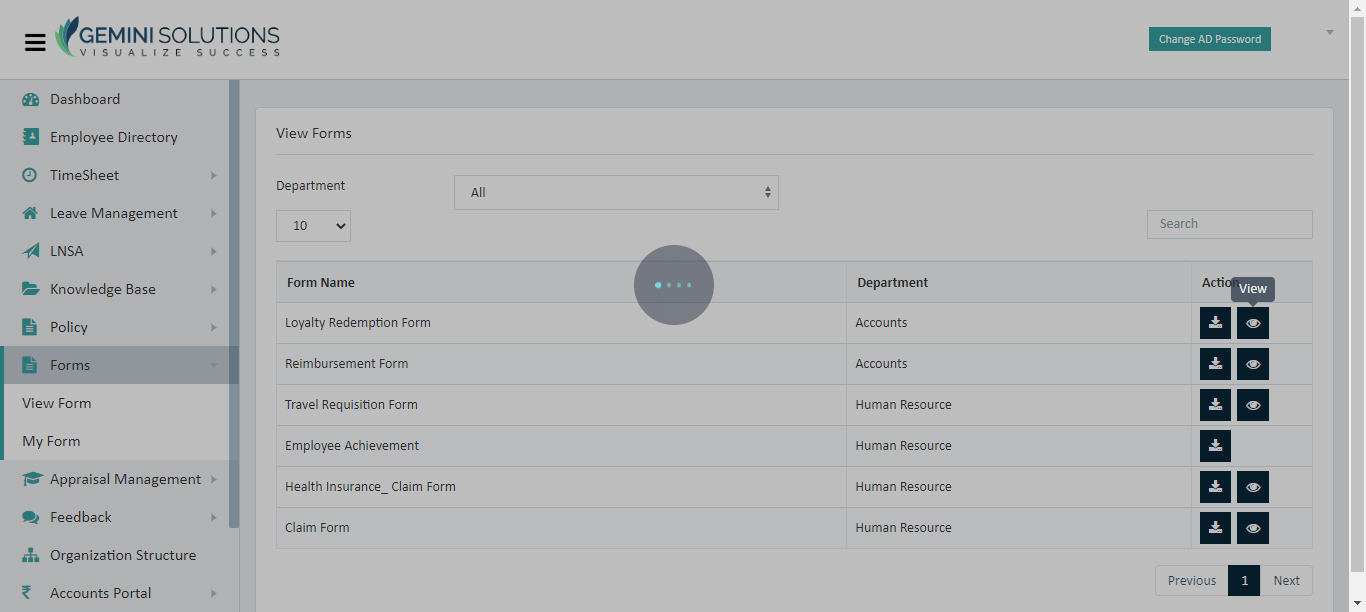 GEMINI SOLUTIONS
VISUALIZE SUCCESS
Change AD Password
Dashboard
Employee Directory
TimeSheet
Leave Management
LNSA
Knowledge Base
Policy
Forms
View Form
My Form
Appraisal Management
Feedback
Organization Structure
Accounts Portal
View Forms
Department All
10 Search
Form Name Department Action
View
Loyalty Redemption Form Accounts
Reimbursement Form Accounts
Travel Requisition Form Human Resource
Employee Achievement Human Resource
Health Insurance_ Claim Form Human Resource
Claim Form Human Resource
Previous 1 Next